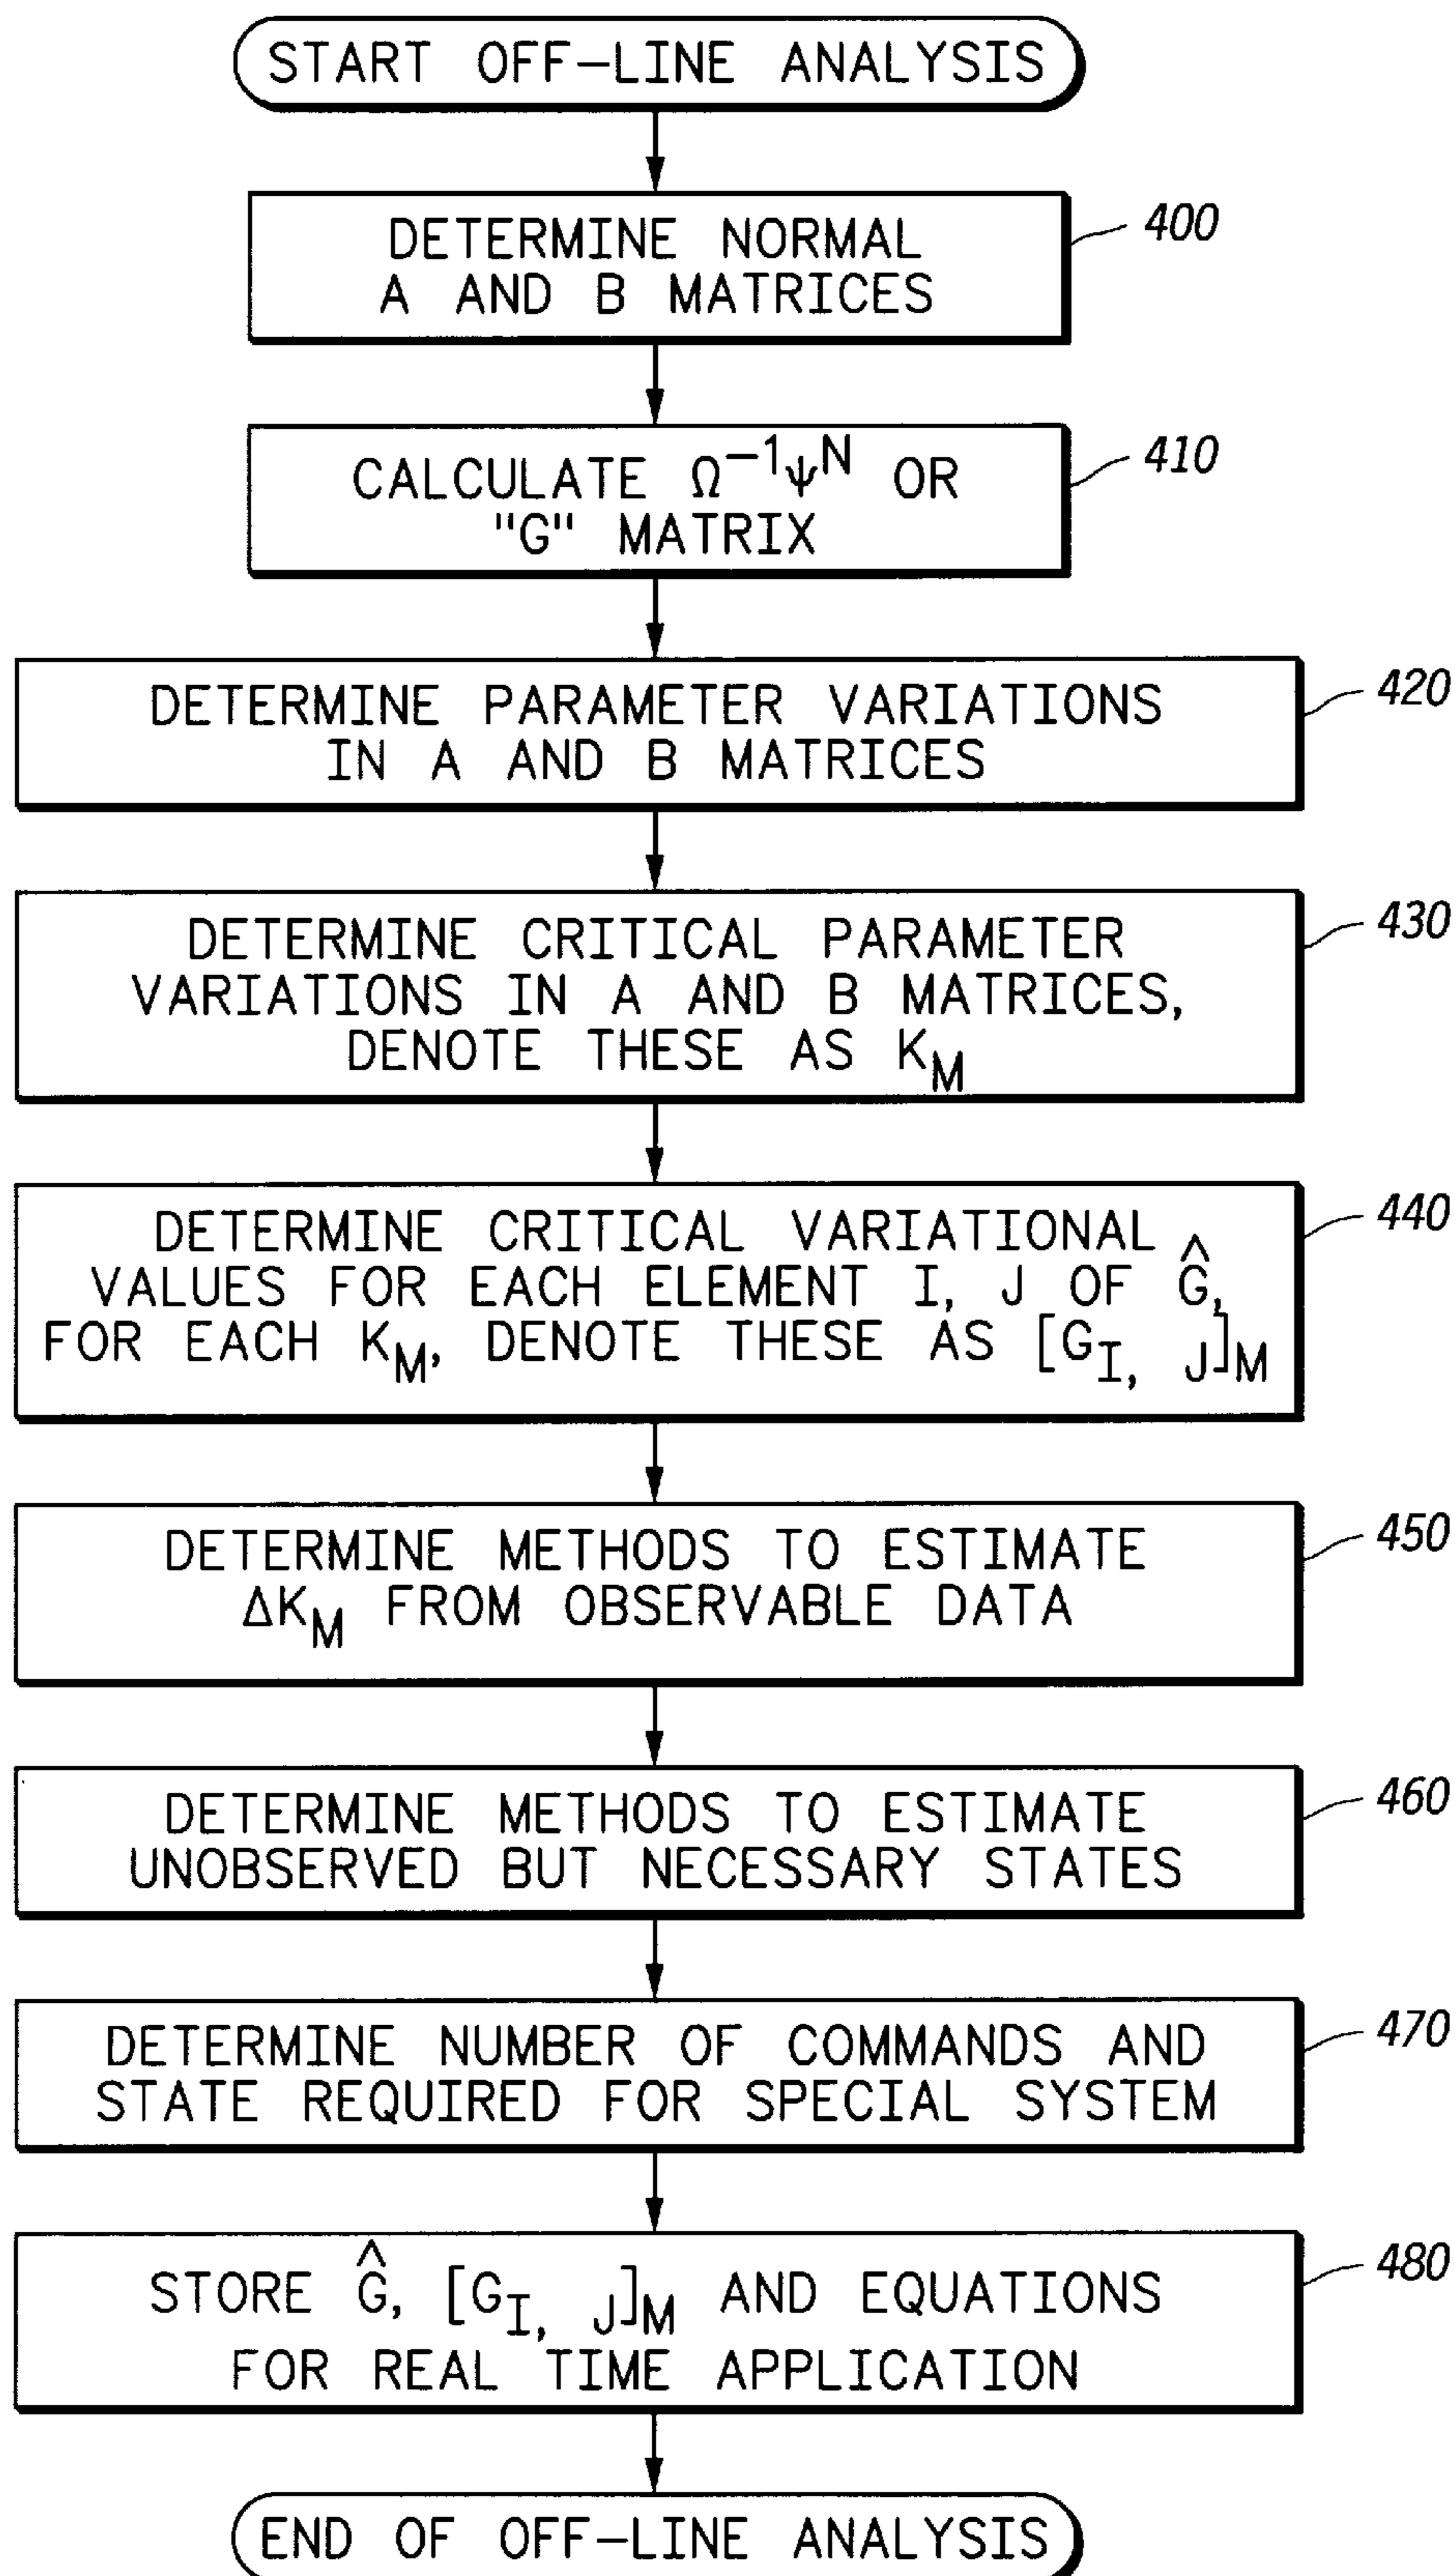 START OFF-LINE ANALYSIS
DETERMINE NORMAL
A AND B MATRICES
400
CALCULATE Ω⁻¹ψᴺ OR
"G" MATRIX
410
DETERMINE PARAMETER VARIATIONS
IN A AND B MATRICES
420
DETERMINE CRITICAL PARAMETER
VARIATIONS IN A AND B MATRICES,
DENOTE THESE AS K_M
430
DETERMINE CRITICAL VARIATIONAL
VALUES FOR EACH ELEMENT I, J OF Ĝ,
FOR EACH K_M, DENOTE THESE AS [G_I, J]_M
440
DETERMINE METHODS TO ESTIMATE
ΔK_M FROM OBSERVABLE DATA
450
DETERMINE METHODS TO ESTIMATE
UNOBSERVED BUT NECESSARY STATES
460
DETERMINE NUMBER OF COMMANDS AND
STATE REQUIRED FOR SPECIAL SYSTEM
470
STORE Ĝ, [G_I, J]_M AND EQUATIONS
FOR REAL TIME APPLICATION
480
END OF OFF-LINE ANALYSIS